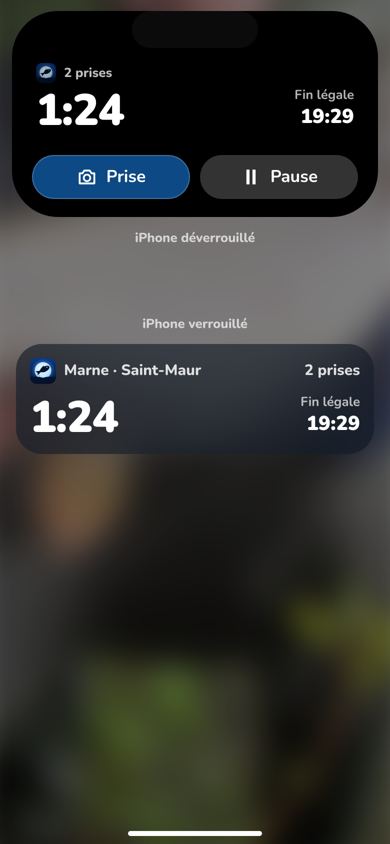 2 prises
1:24
Fin légale
19:29
Prise
Pause
iPhone déverrouillé
iPhone verrouillé
Marne · Saint-Maur
2 prises
1:24
Fin légale
19:29